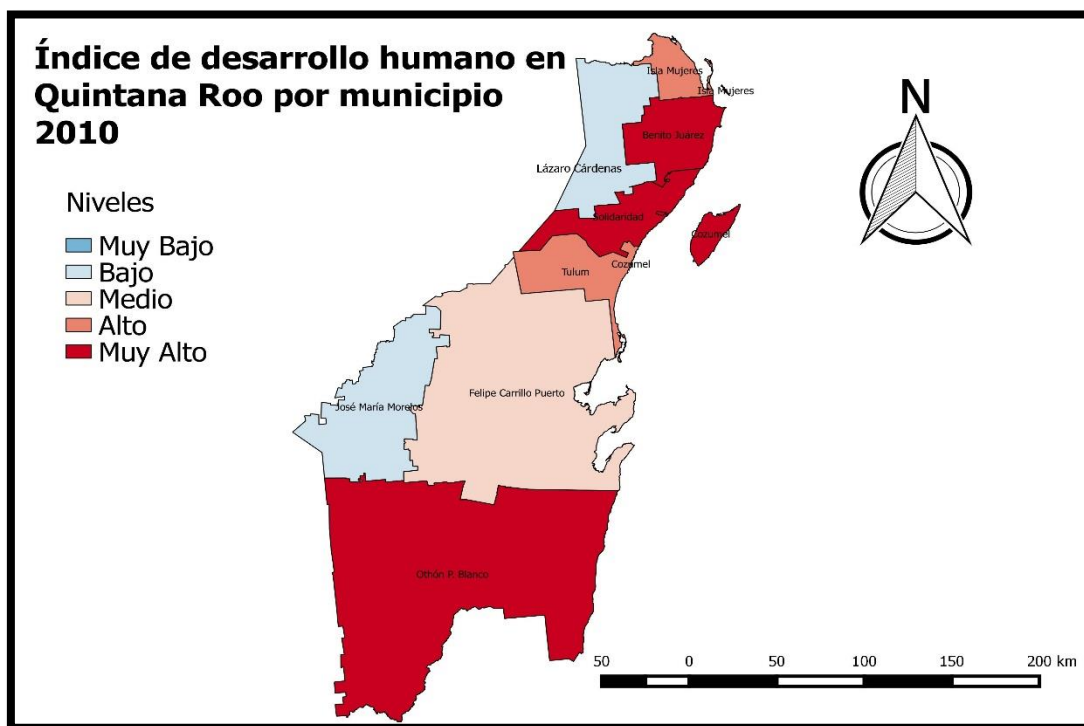 Índice de desarrollo humano en
Quintana Roo por municipio
2010
N
Niveles
Muy Bajo
Bajo
Medio
Alto
Muy Alto
Isla Mujeres
Isla Mujeres
Benito Juárez
Lázaro Cárdenas
Solidaridad
Cozumel
Cozumel
Tulum
Felipe Carrillo Puerto
José María Morelos
Othón P. Blanco
50 0 50 100 150 200 km